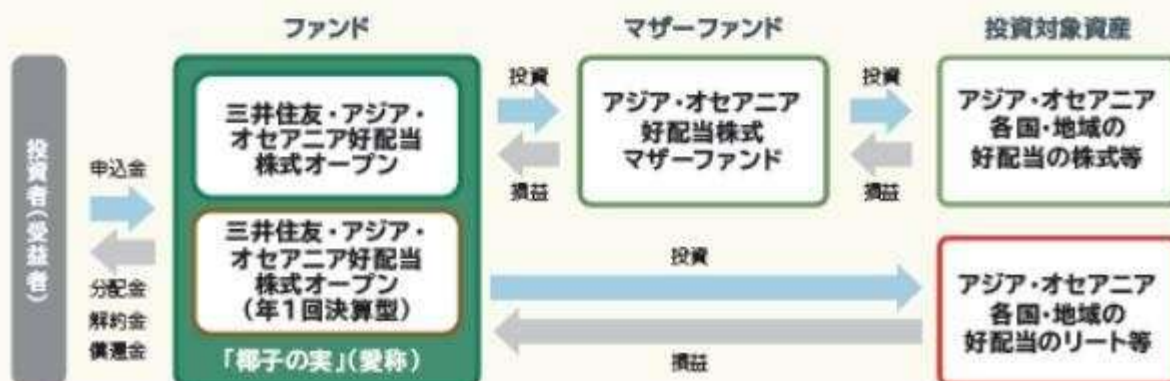 ファンド
マザーファンド
投資対象資産
投資者(受益者)
申込金
分配金
解約金
償還金
三井住友・アジア・
オセアニア好配当
株式オープン
三井住友・アジア・
オセアニア好配当
株式オープン
(年1回決算型)
「椰子の実」(愛称)
投資
損益
アジア・オセアニア
好配当株式
マザーファンド
投資
損益
アジア・オセアニア
各国・地域の
好配当の株式等
投資
損益
アジア・オセアニア
各国・地域の
好配当のリート等